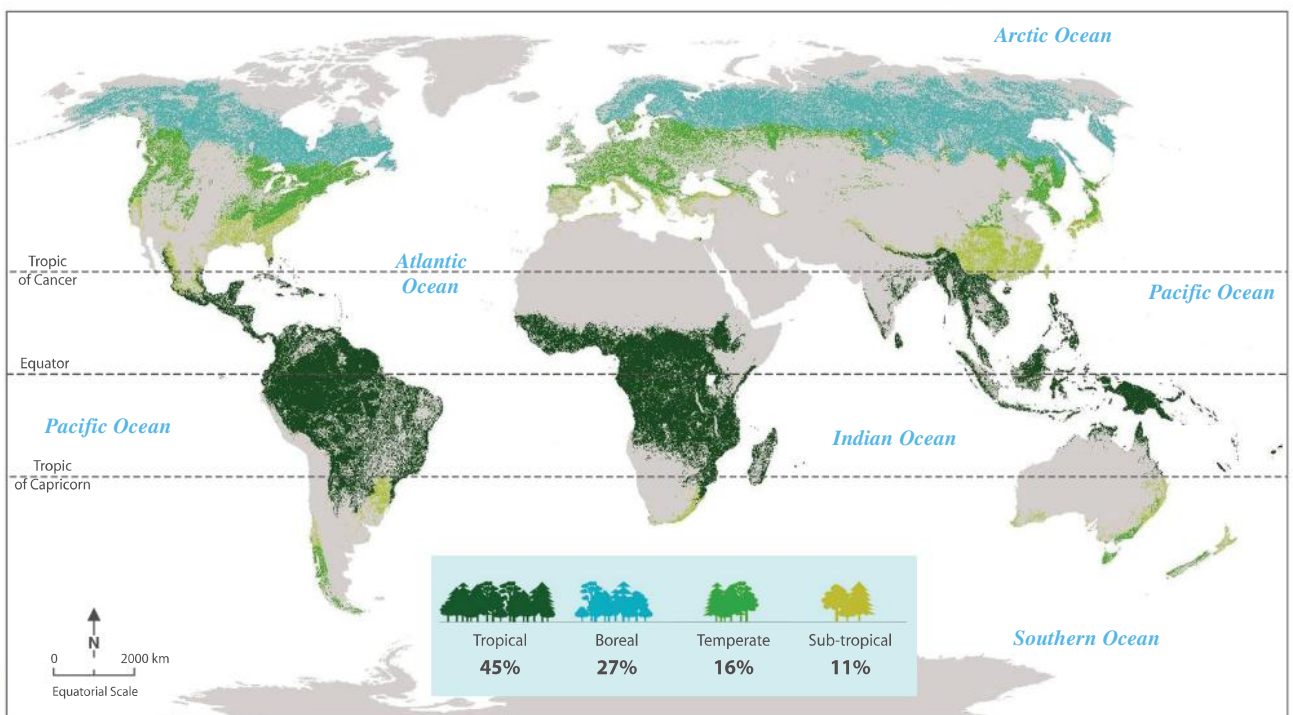 Arctic Ocean
Tropic
of Cancer
Atlantic
Ocean
Pacific Ocean
Equator
Pacific Ocean
Indian Ocean
Tropic
of Capricorn
Tropical
Boreal
Temperate
Sub-tropical
45%
27%
16%
11%
Southern Ocean
N
0
2000 km
Equatorial Scale